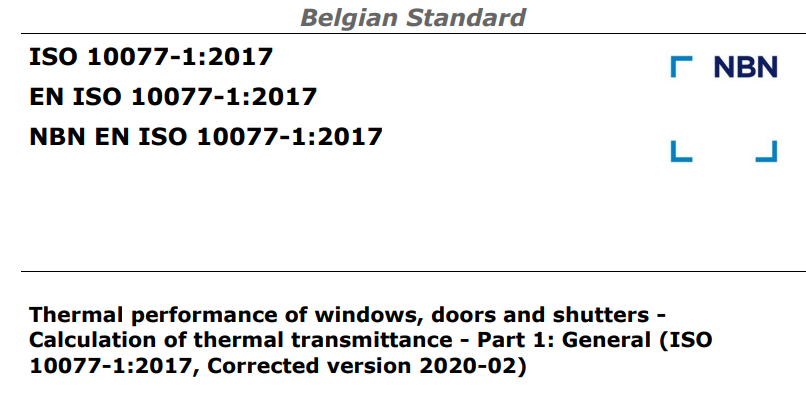 Belgian Standard
ISO 10077-1:2017
NBN
EN ISO 10077-1:2017
NBN EN ISO 10077-1:2017
Thermal performance of windows, doors and shutters -
Calculation of thermal transmittance - Part 1: General (ISO
10077-1:2017, Corrected version 2020-02)